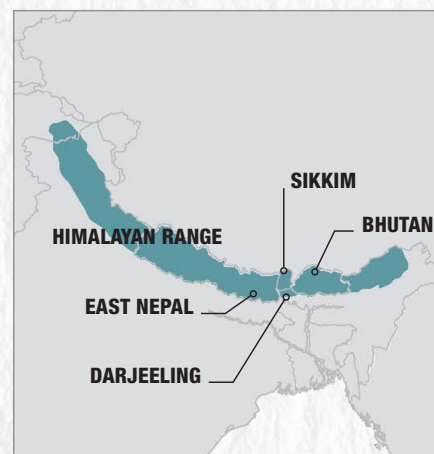 SIKKIM
BHUTAN
HIMALAYAN RANGE
EAST NEPAL
DARJEELING